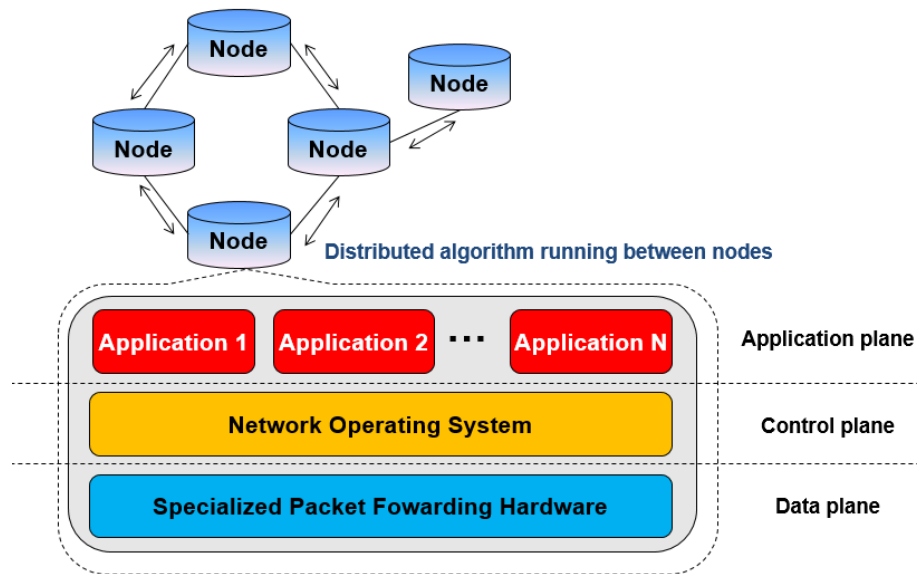 Node
Node
Node
Node
Node
Distributed algorithm running between nodes
Application 1 Application 2 ... Application N
Application plane
Network Operating System
Control plane
Specialized Packet Fowarding Hardware
Data plane